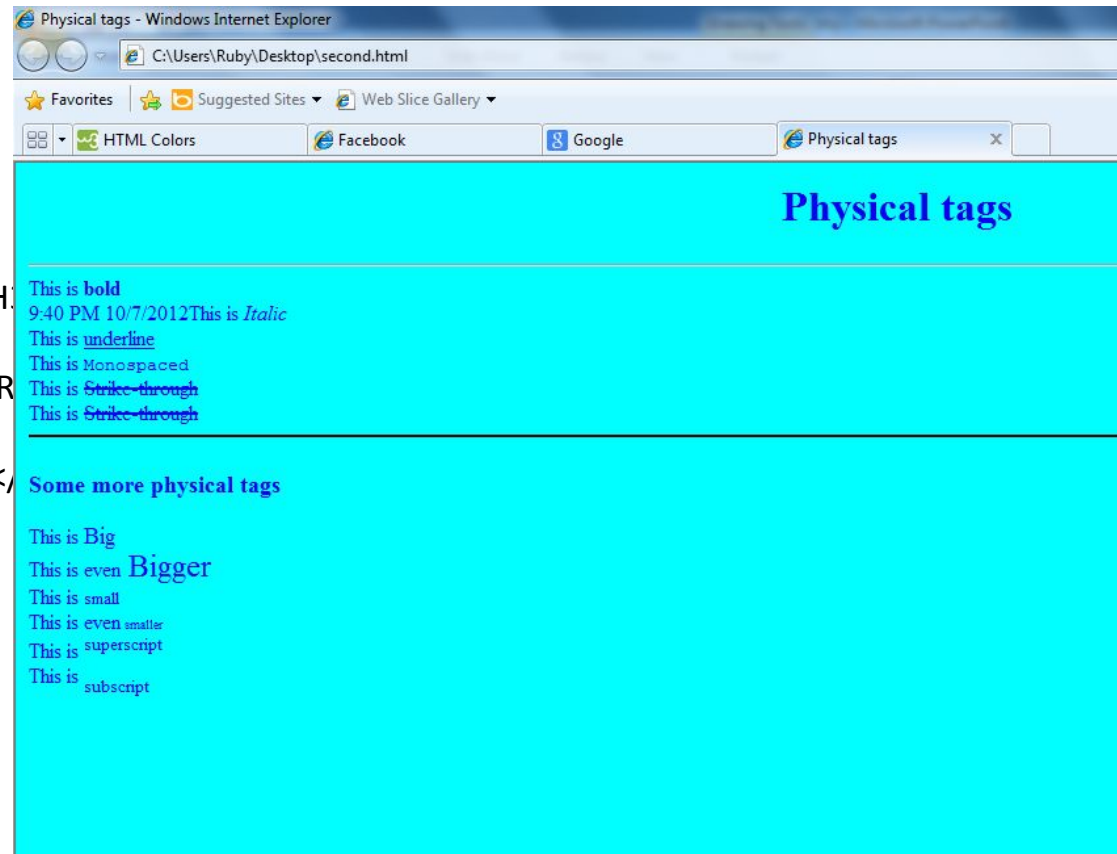 Physical tags - Windows Internet Explorer
C:\Users\Ruby\Desktop\second.html
Favorites Suggested Sites Web Slice Gallery
HTML Colors Facebook Google Physical tags x
Physical tags
This is bold
9:40 PM 10/7/2012This is Italic
This is underline
This is Monospaced
R This is Strike-through
This is Strike-through
</ Some more physical tags
This is Big
This is even Bigger
This is small
This is even smaller
This is superscript
This is subscript